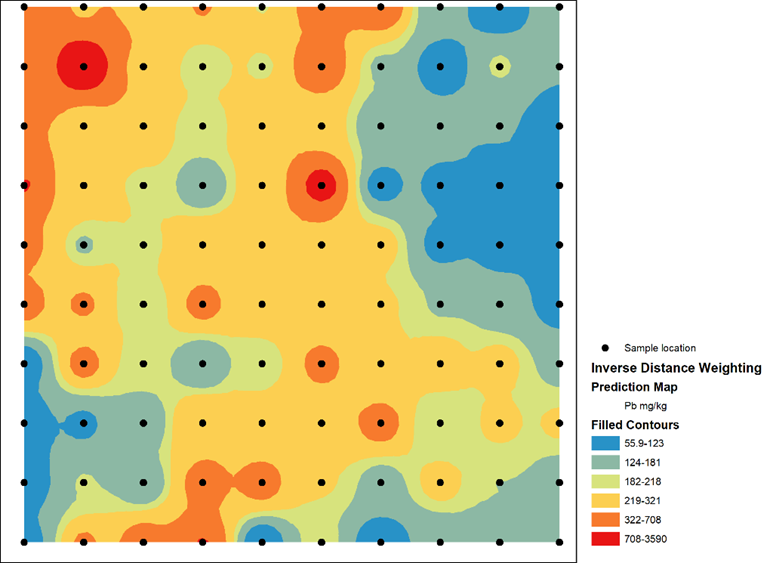 Sample location
Inverse Distance Weighting
Prediction Map
Pb mg/kg
Filled Contours
55.9-123
124-181
182-218
219-321
322-708
708-3590